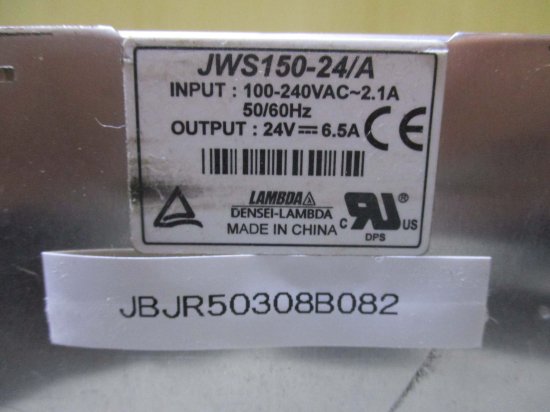 JWS150-24/A
INPUT : 100-240VAC~2.1A
50/60Hz
OUTPUT : 24V⎓6.5A
CE
LAMBDA
DENSEI-LAMBDA
MADE IN CHINA
C RU US ®
DPS
JBJR50308B082